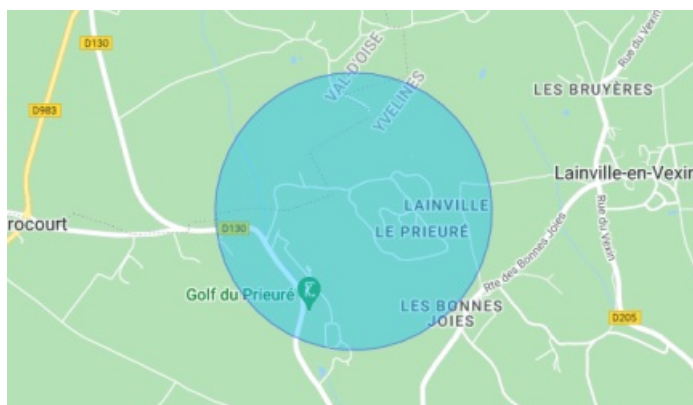 D130
Rue du Vexin
VAL-D'OISE
YVELINES
LES BRUYÈRES
D983
Lainville-en-Vexin
LAINVILLE
LE PRIEURÉ
rocourt
D130
Rte des Bonnes Joies
Rue du Vexin
Golf du Prieuré
LES BONNES
JOIES
D205